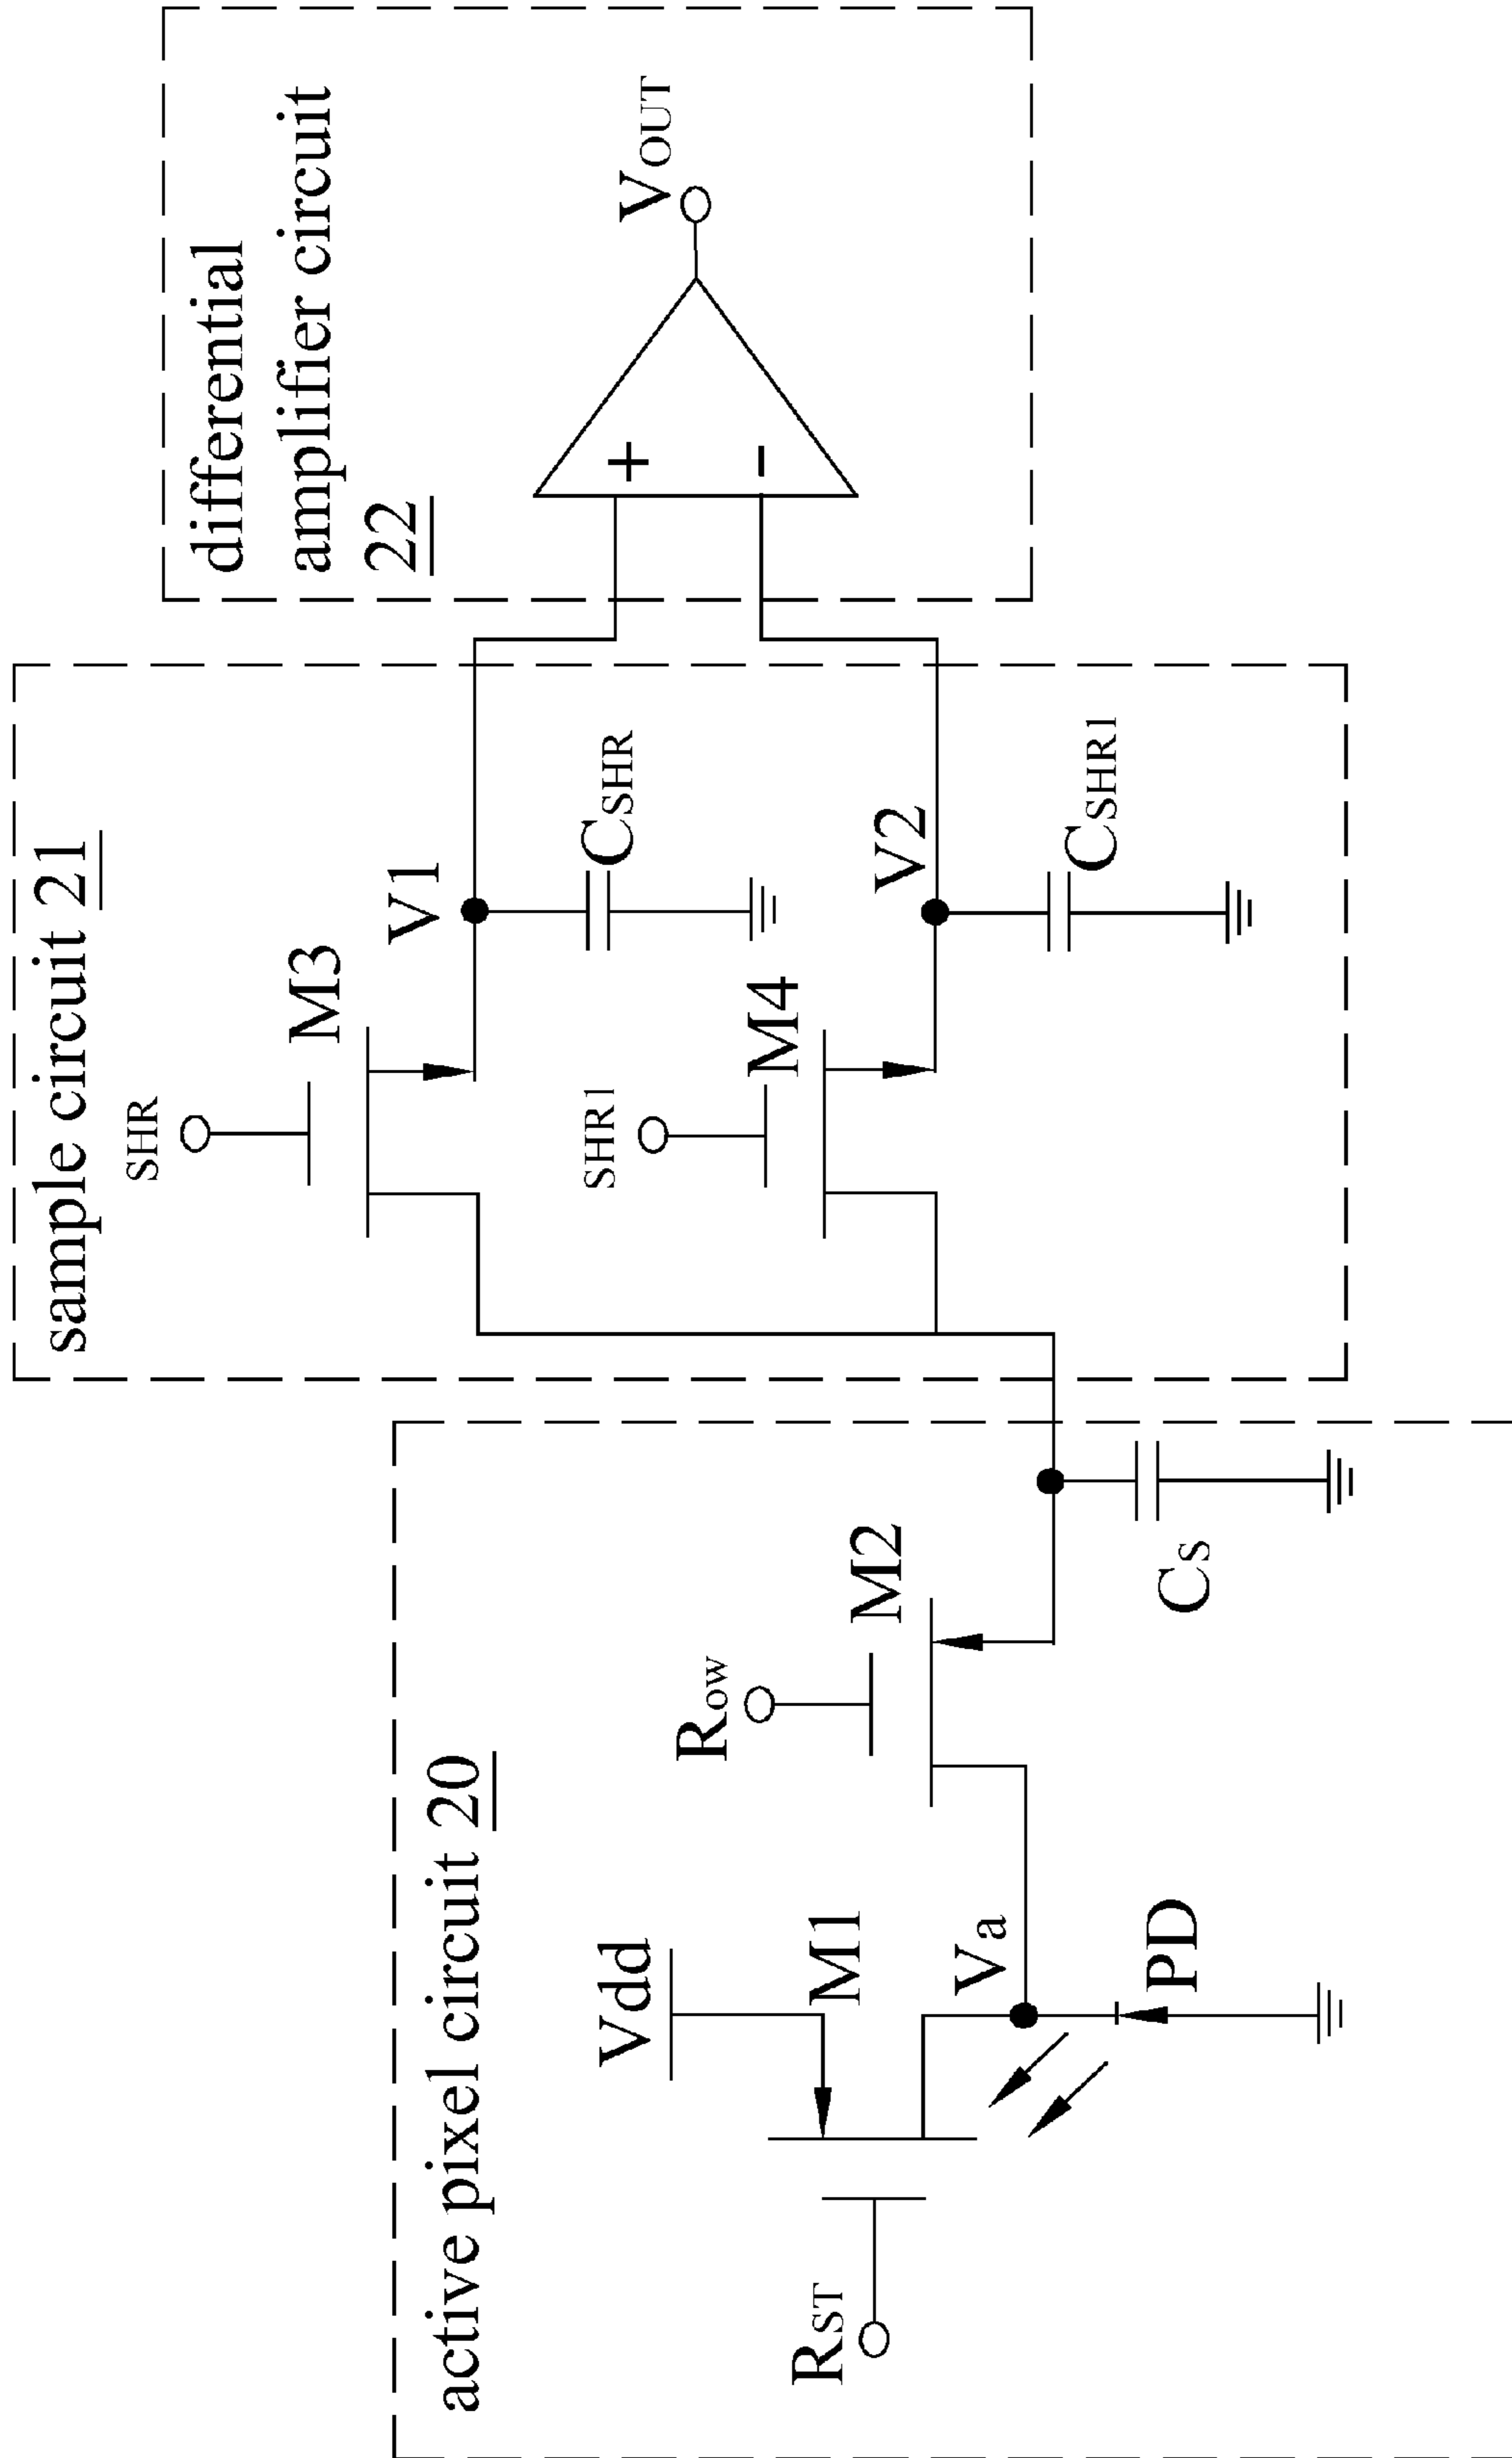 active pixel circuit 20
Vdd
RST
M1
Va
PD
Row
M2
Cs
sample circuit 21
SHR
M3
V1
CSHR
SHR1
M4
V2
CSHR1
differential
amplifier circuit
22
+
-
VOUT